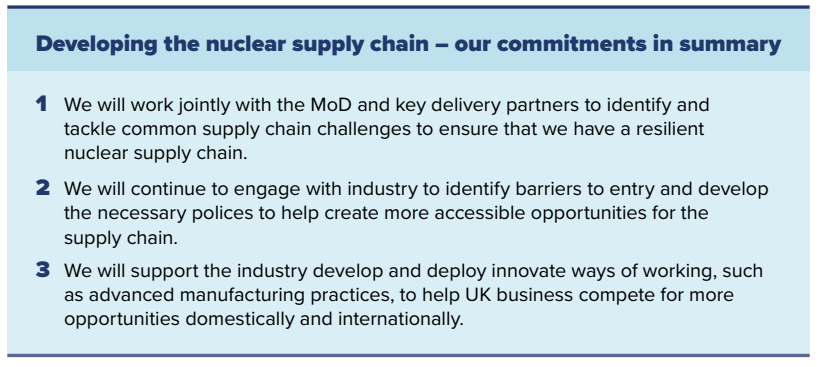 Developing the nuclear supply chain – our commitments in summary
1 We will work jointly with the MoD and key delivery partners to identify and
tackle common supply chain challenges to ensure that we have a resilient
nuclear supply chain.
2 We will continue to engage with industry to identify barriers to entry and develop
the necessary polices to help create more accessible opportunities for the
supply chain.
3 We will support the industry develop and deploy innovate ways of working, such
as advanced manufacturing practices, to help UK business compete for more
opportunities domestically and internationally.